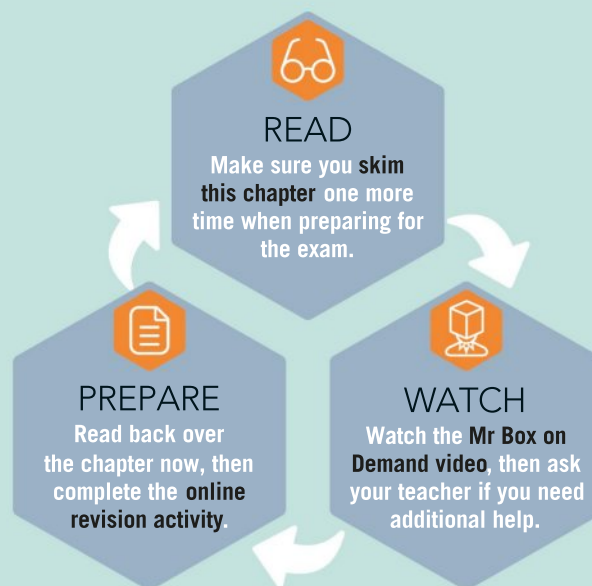 READ
Make sure you skim
this chapter one more
time when preparing for
the exam.
PREPARE
Read back over
the chapter now, then
complete the online
revision activity.
WATCH
Watch the Mr Box on
Demand video, then ask
your teacher if you need
additional help.